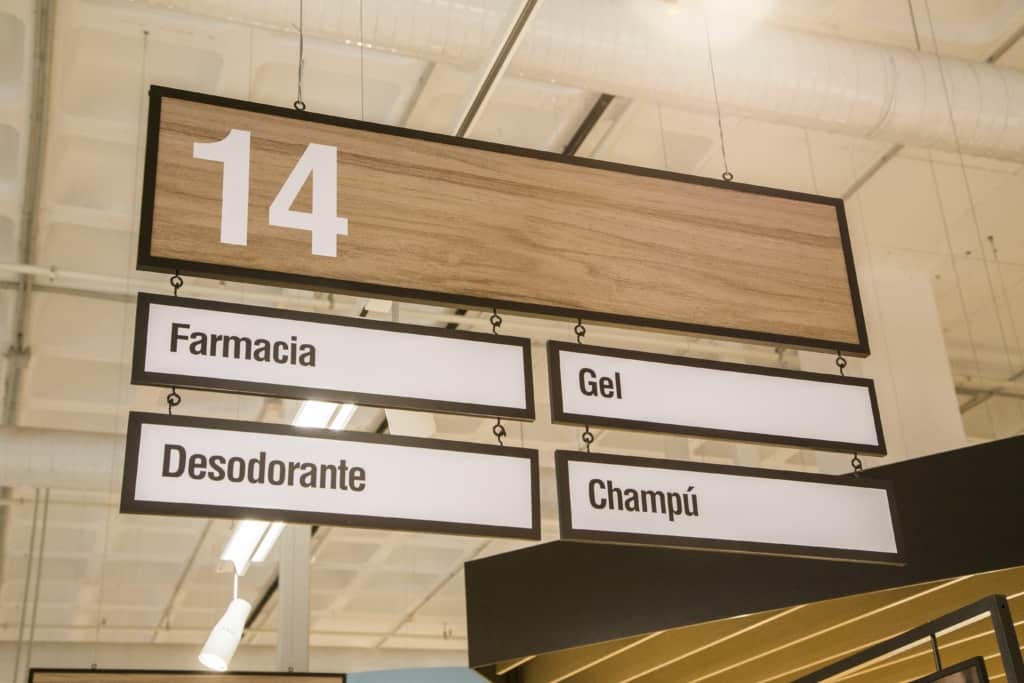 14
Farmacia
Gel
Desodorante
Champú